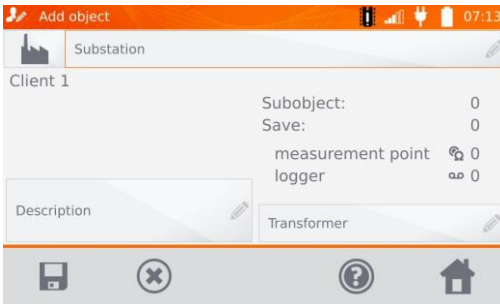 Add object 07:13
Substation
Client 1
Subobject: 0
Save: 0
measurement point 0
logger 0
Description
Transformer